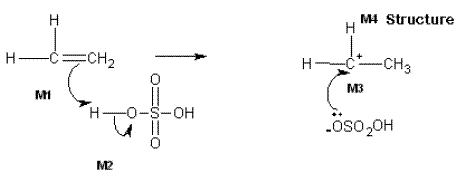 H
H C CH₂
M1
H O S OH
O
O
M2
M4 Structure
H
H C⁺ CH₃
M3
:
-OSO₂OH